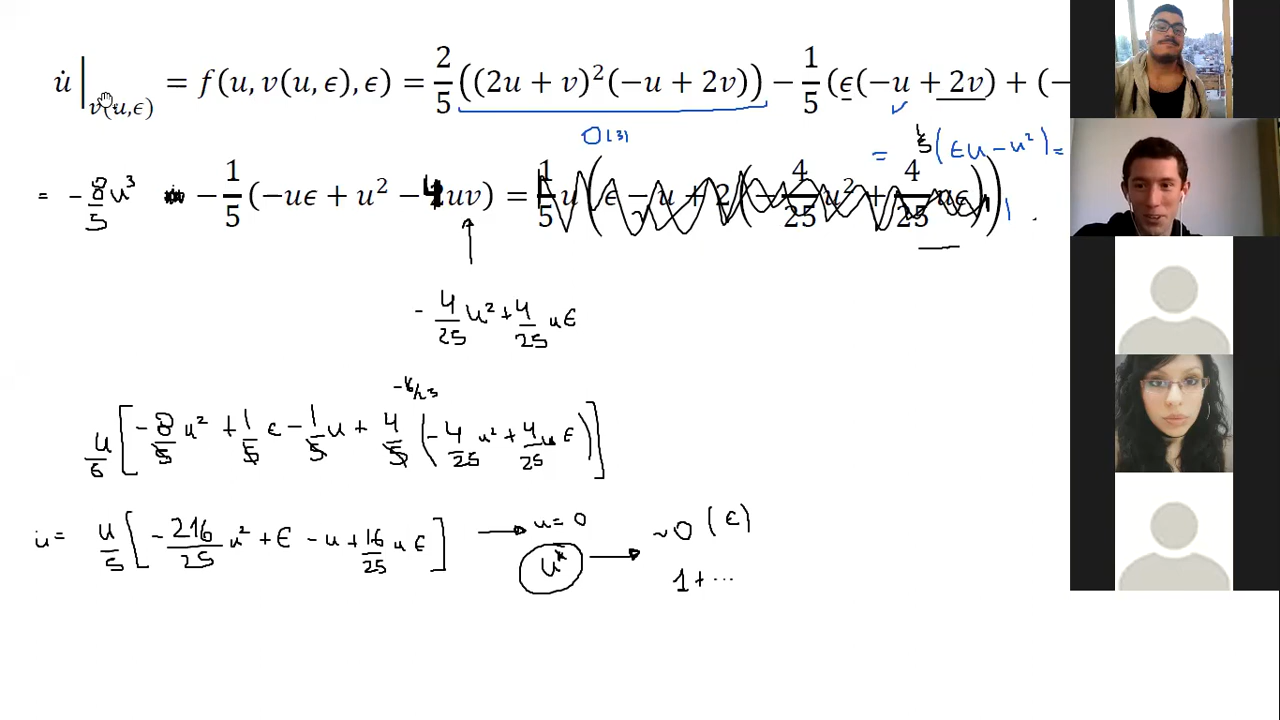 u̇ |_{v(u,ϵ)} = f(u, v(u, ϵ), ϵ) = 2/5 ((2u + v)²(−u + 2v)) − 1/5 (ϵ(−u + 2v) + (−
O(3)
= 1/5 (ϵu − u²) =
= − 8/5 u³ − 1/5 (−uϵ + u² − 4uv) = 1/5 u (ϵ − u + 2 (− 4/25 u² + 4/25 uϵ))
− 4/25 u² + 4/25 uϵ
−16/25
u/5 [ − 8/5 u² + 1/5 ϵ − 1/5 u + 4/5 (− 4/25 u² + 4/25 u ϵ) ]
u̇ = u/5 [ − 216/25 u² + ϵ − u + 16/25 u ϵ ] → u = 0
u* → ~O(ϵ)
1 + ...